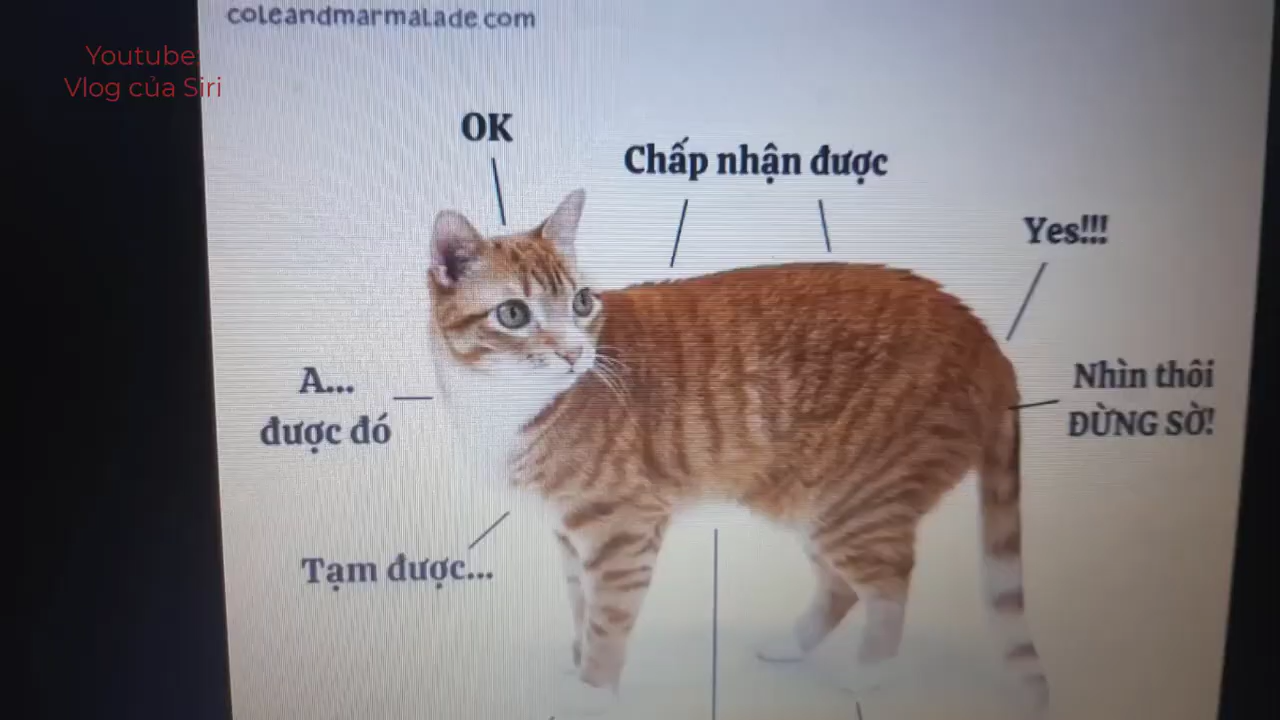 coleandmarmalade.com
Youtube:
Vlog của Siri
OK
Chấp nhận được
Yes!!!
A...
được đó
Nhìn thôi
ĐỪNG SỜ!
Tạm được...